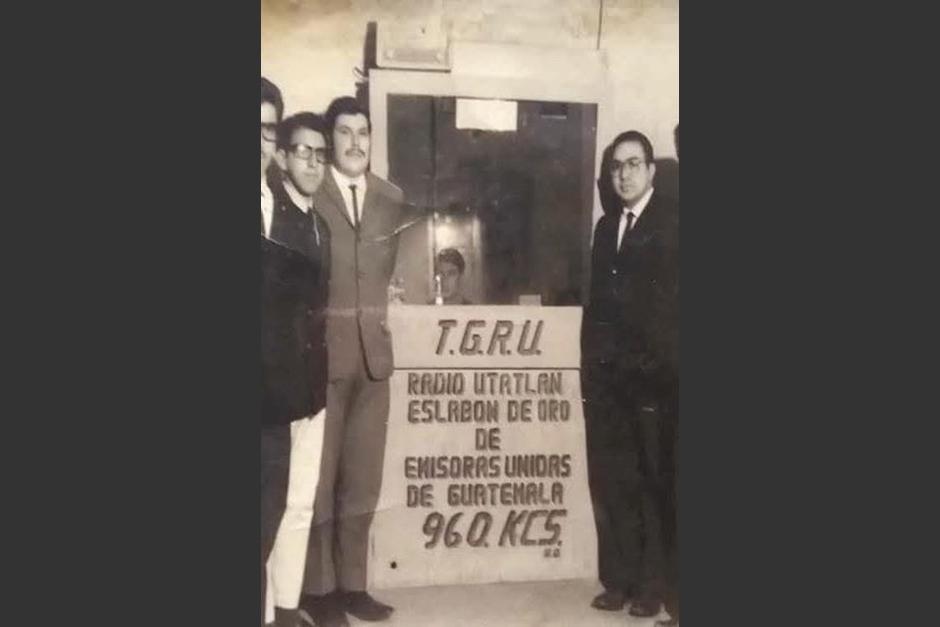 T.G.R.U.
RADIO UTATLAN
ESLABON DE ORO
DE
EMISORAS UNIDAS
DE GUATEMALA
960. KCS.